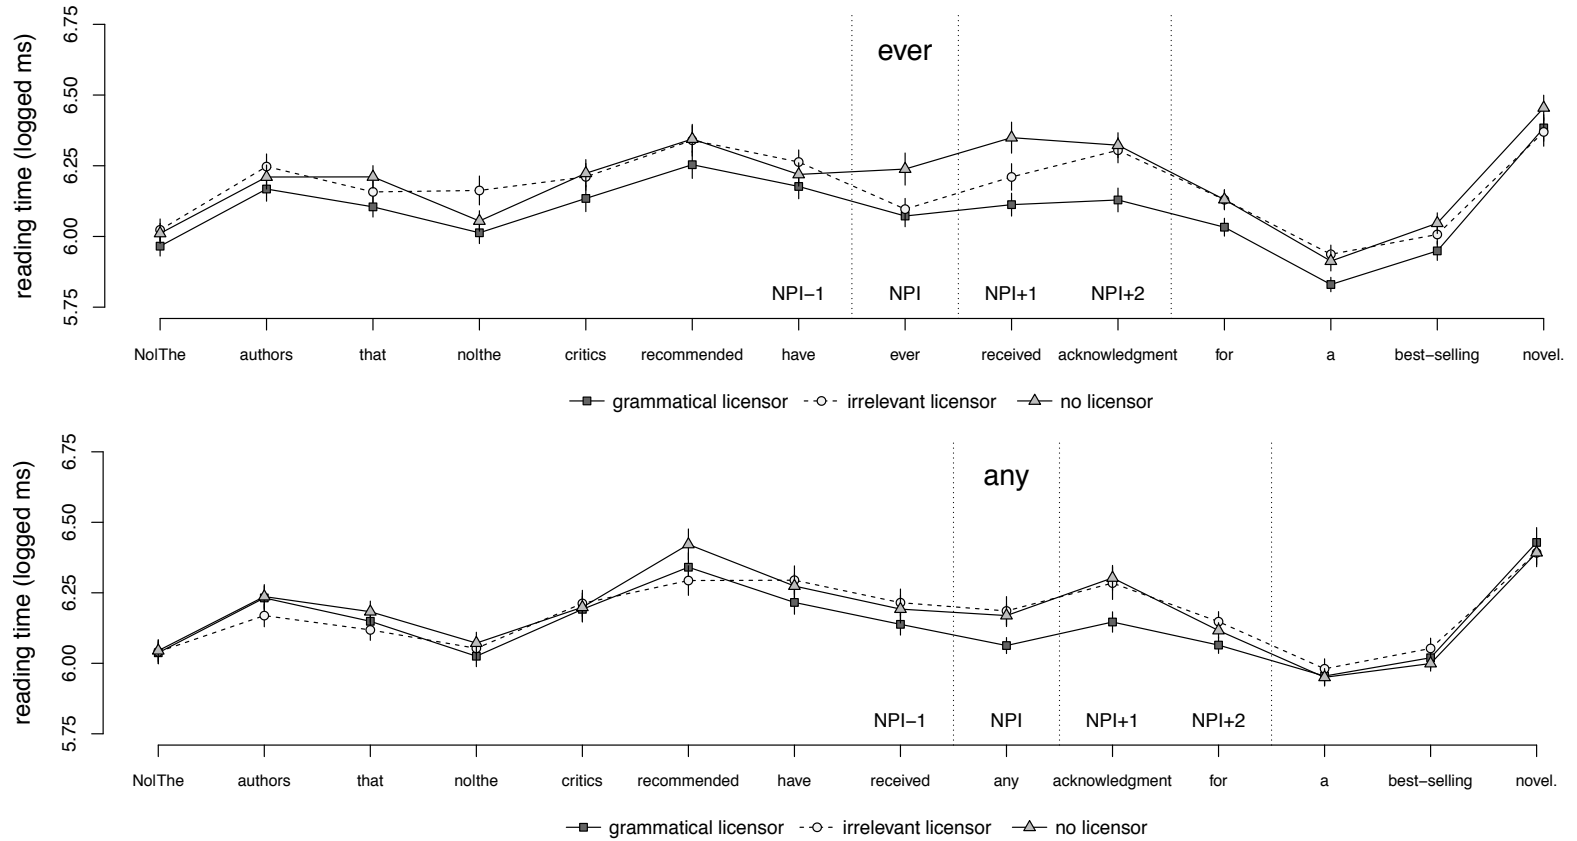 reading time (logged ms)
6.75
6.50
6.25
6.00
5.75
ever
NPI−1 NPI NPI+1 NPI+2
No|The authors that no|the critics recommended have ever received acknowledgment for a best−selling novel.
grammatical licensor irrelevant licensor no licensor
reading time (logged ms)
6.75
6.50
6.25
6.00
5.75
any
NPI−1 NPI NPI+1 NPI+2
No|The authors that no|the critics recommended have received any acknowledgment for a best−selling novel.
grammatical licensor irrelevant licensor no licensor